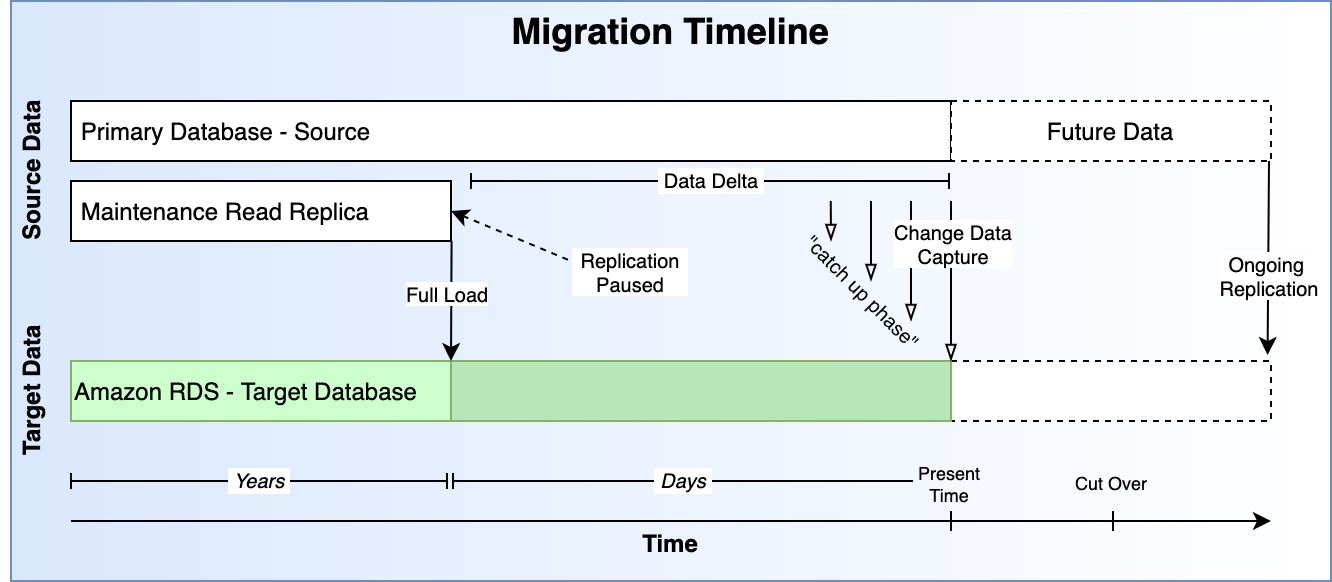 Migration Timeline
Source Data
Primary Database - Source
Future Data
Data Delta
Maintenance Read Replica
Replication
Paused
"catch up phase"
Change Data
Capture
Full Load
Ongoing
Replication
Target Data
Amazon RDS - Target Database
Years
Days
Present
Time
Cut Over
Time